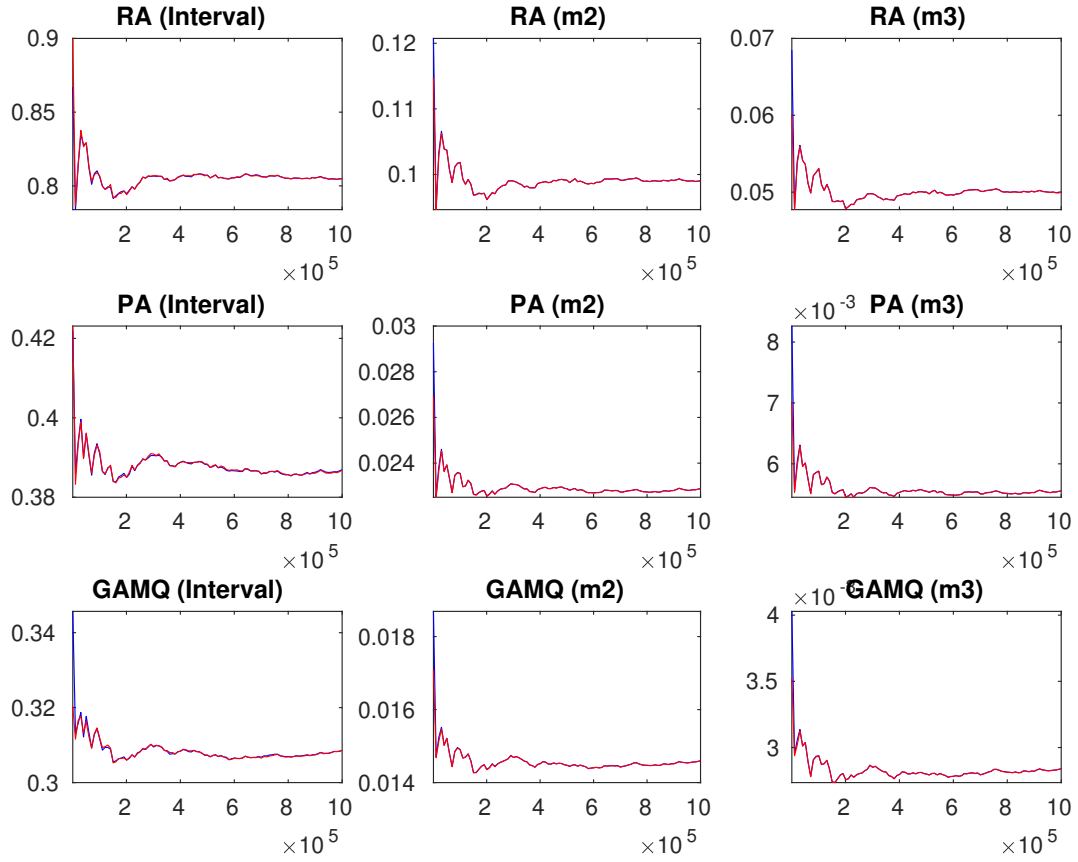 RA (Interval)
0.9
0.85
0.8
2 4 6 8 10
×10^5
RA (m2)
0.12
0.11
0.1
2 4 6 8 10
×10^5
RA (m3)
0.07
0.06
0.05
2 4 6 8 10
×10^5
PA (Interval)
0.42
0.4
0.38
2 4 6 8 10
×10^5
PA (m2)
0.03
0.028
0.026
0.024
2 4 6 8 10
×10^5
×10^-3
PA (m3)
8
7
6
2 4 6 8 10
×10^5
GAMQ (Interval)
0.34
0.32
0.3
2 4 6 8 10
×10^5
GAMQ (m2)
0.018
0.016
0.014
2 4 6 8 10
×10^5
×10^-3
GAMQ (m3)
4
3.5
3
2 4 6 8 10
×10^5